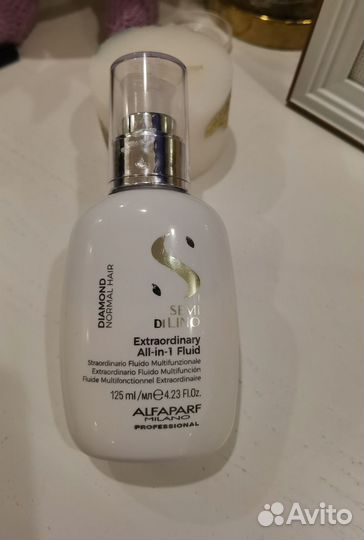 DIAMOND
NORMAL HAIR
SEMI
DI LINO
Extraordinary
All-in-1 Fluid
Straordinario Fluido Multifunzionale
Extraordinario Fluido Multifunción
Fluide Multifonctionnel Extraordinaire
125 ml/мл ℮ 4.23 Fl.Oz.
ALFAPARF
MILANO
PROFESSIONAL
Avito